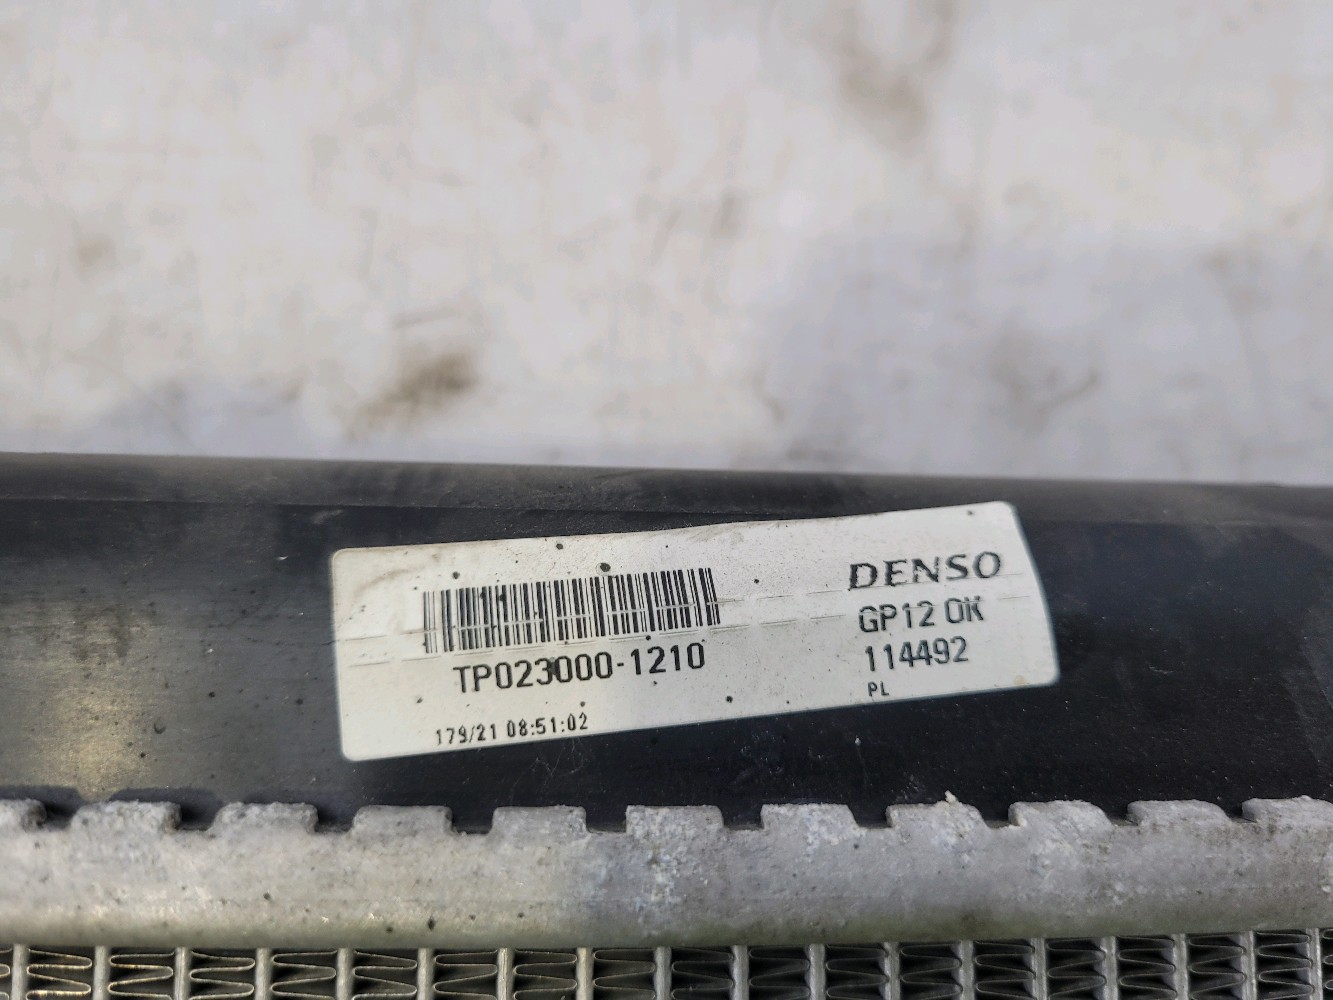 DENSO
GP12 OK
114492
PL
TP023000-1210
179/21 08:51:02